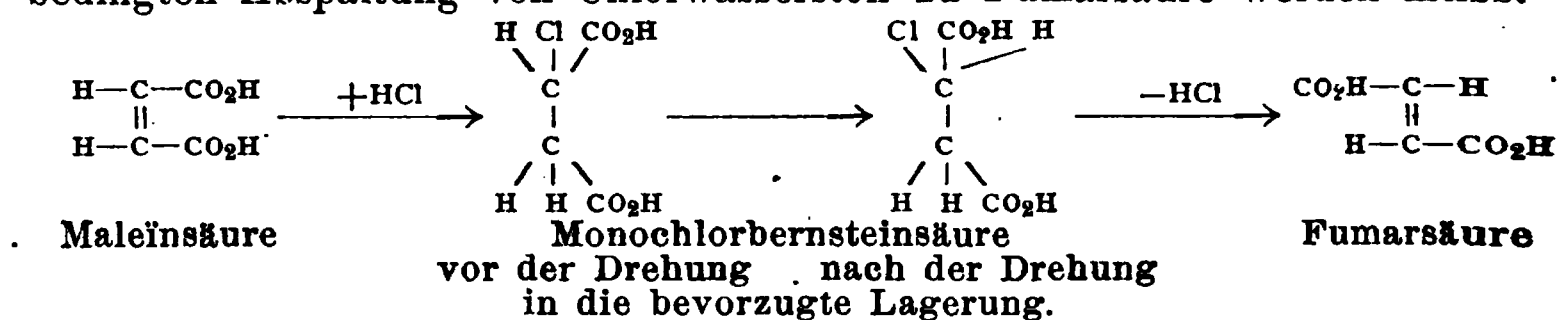 H Cl CO₂H Cl CO₂H H
H—C—CO₂H +HCl C C —HCl CO₂H—C—H
H—C—CO₂H C C H—C—CO₂H
H H CO₂H H H CO₂H
Maleïnsäure Monochlorbernsteinsäure Fumarsäure
vor der Drehung nach der Drehung
in die bevorzugte Lagerung.